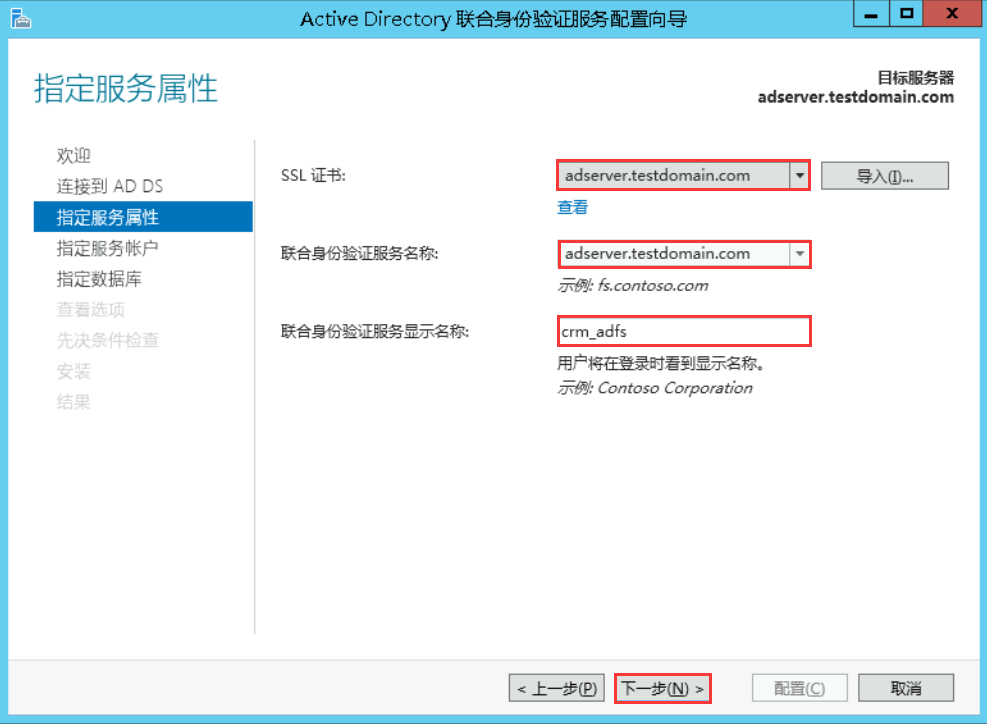 Active Directory 联合身份验证服务配置向导
指定服务属性
目标服务器
adserver.testdomain.com
欢迎
连接到 AD DS
指定服务属性
指定服务帐户
指定数据库
查看选项
先决条件检查
安装
结果
SSL 证书:
adserver.testdomain.com
导入(I)...
查看
联合身份验证服务名称:
adserver.testdomain.com
示例: fs.contoso.com
联合身份验证服务显示名称:
crm_adfs
用户将在登录时看到显示名称。
示例: Contoso Corporation
< 上一步(P)
下一步(N) >
配置(C)
取消